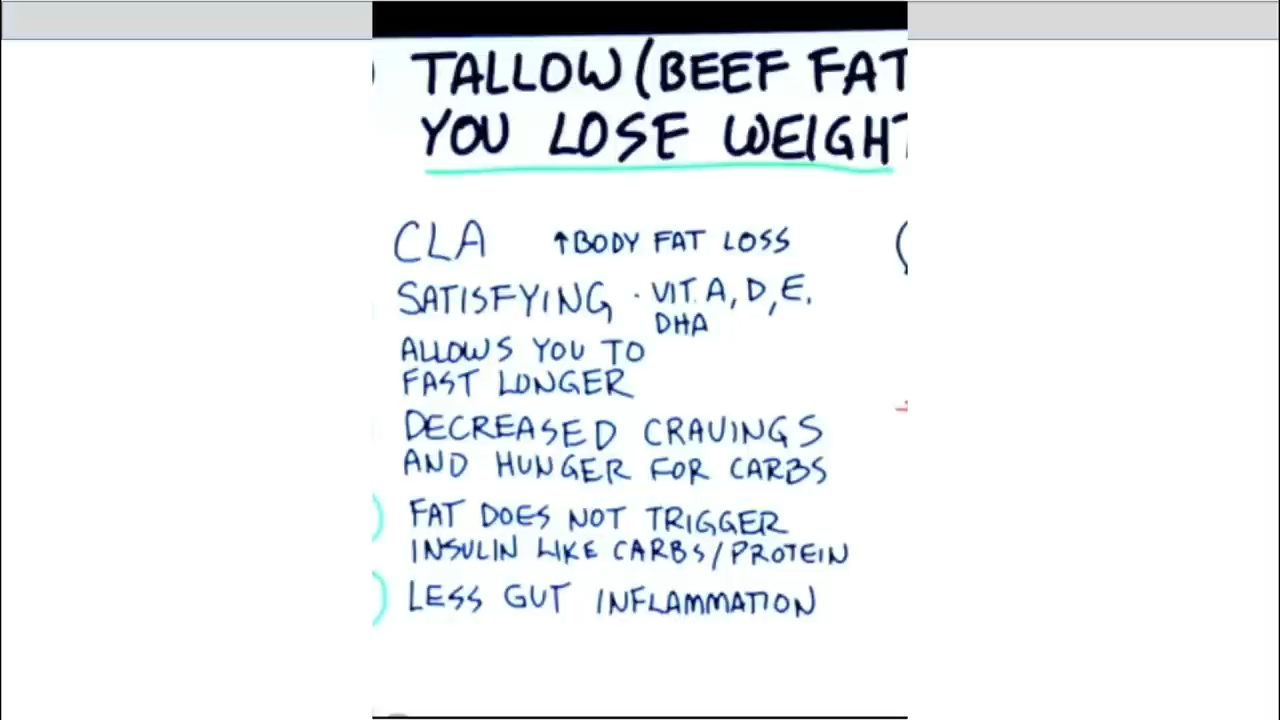 TALLOW (BEEF FAT
YOU LOSE WEIGHT
CLA ↑BODY FAT LOSS
SATISFYING · VIT. A, D, E,
DHA
ALLOWS YOU TO
FAST LONGER
DECREASED CRAVINGS
AND HUNGER FOR CARBS
FAT DOES NOT TRIGGER
INSULIN LIKE CARBS/PROTEIN
LESS GUT INFLAMMATION